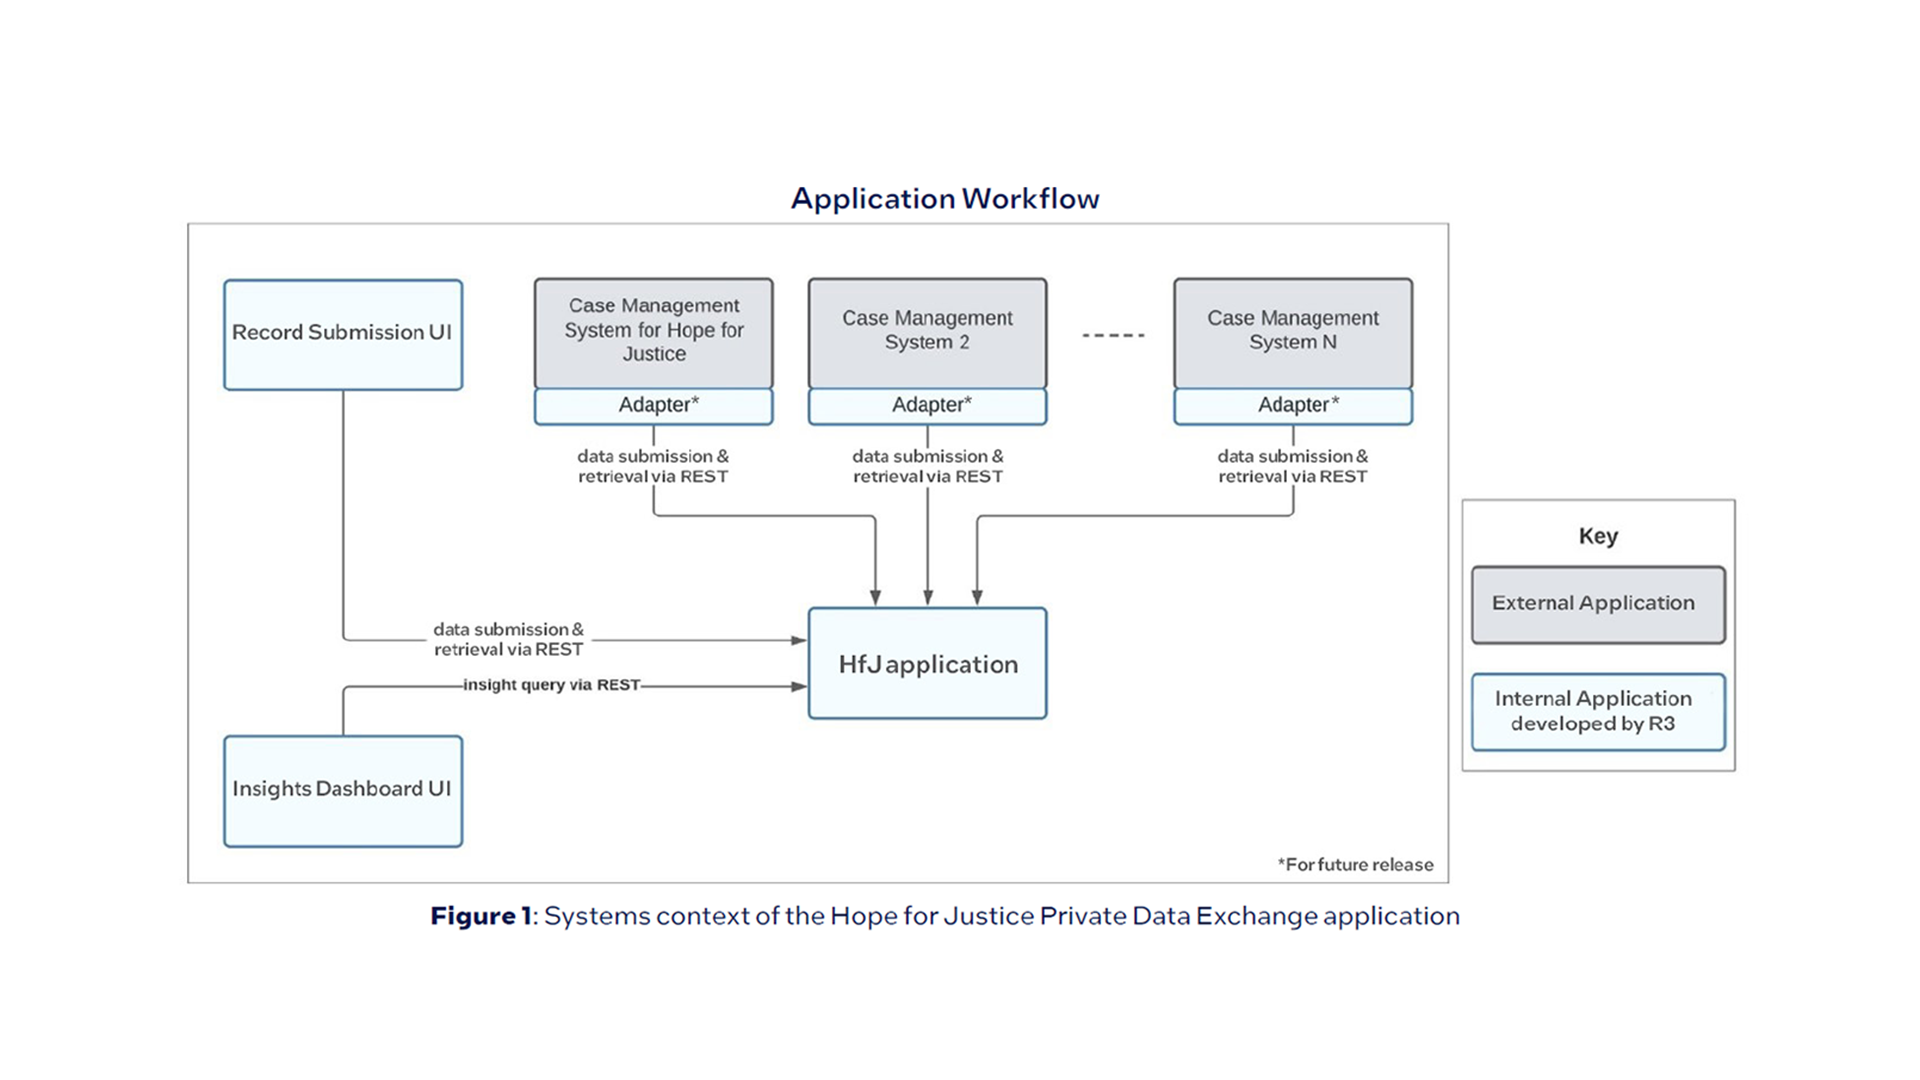 Application Workflow
Record Submission UI
Case Management
System for Hope for
Justice
Adapter*
Case Management
System 2
Adapter*
Case Management
System N
Adapter*
data submission &
retrieval via REST
data submission &
retrieval via REST
data submission &
retrieval via REST
data submission &
retrieval via REST
insight query via REST
HfJ application
Insights Dashboard UI
*For future release
Key
External Application
Internal Application
developed by R3
Figure 1: Systems context of the Hope for Justice Private Data Exchange application